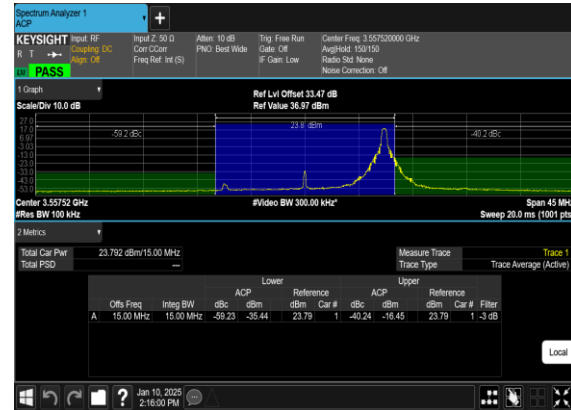 Spectrum Analyzer 1
ACP
KEYSIGHT
R T
LU PASS
Input: RF
Coupling: DC
Align: Off
Input Z: 50 Ω
Corr CCorr
Freq Ref: Int (S)
Atten: 10 dB
PNO: Best Wide
Trig: Free Run
Gate: Off
IF Gain: Low
Center Freq: 3.557520000 GHz
Avg|Hold: 150/150
Radio Std: None
Noise Correction: Off
1 Graph
Scale/Div 10.0 dB
Ref Lvl Offset 33.47 dB
Ref Value 36.97 dBm
27.0
17.0
6.97
-3.03
-13.0
-23.0
-33.0
-43.0
-53.0
-59.2 dBc
23.8 dBm
-40.2 dBc
Center 3.55752 GHz
#Res BW 100 kHz
#Video BW 300.00 kHz*
Span 45 MHz
Sweep 20.0 ms (1001 pts
2 Metrics
Total Car Pwr 23.792 dBm/15.00 MHz
Total PSD ---
Measure Trace Trace 1
Trace Type Trace Average (Active)
Lower Upper
ACP Reference ACP Reference
Offs Freq Integ BW dBc dBm dBm Car # dBc dBm dBm Car # Filter
A 15.00 MHz 15.00 MHz -59.23 -35.44 23.79 1 -40.24 -16.45 23.79 1 -3 dB
Local
Jan 10, 2025
2:16:00 PM